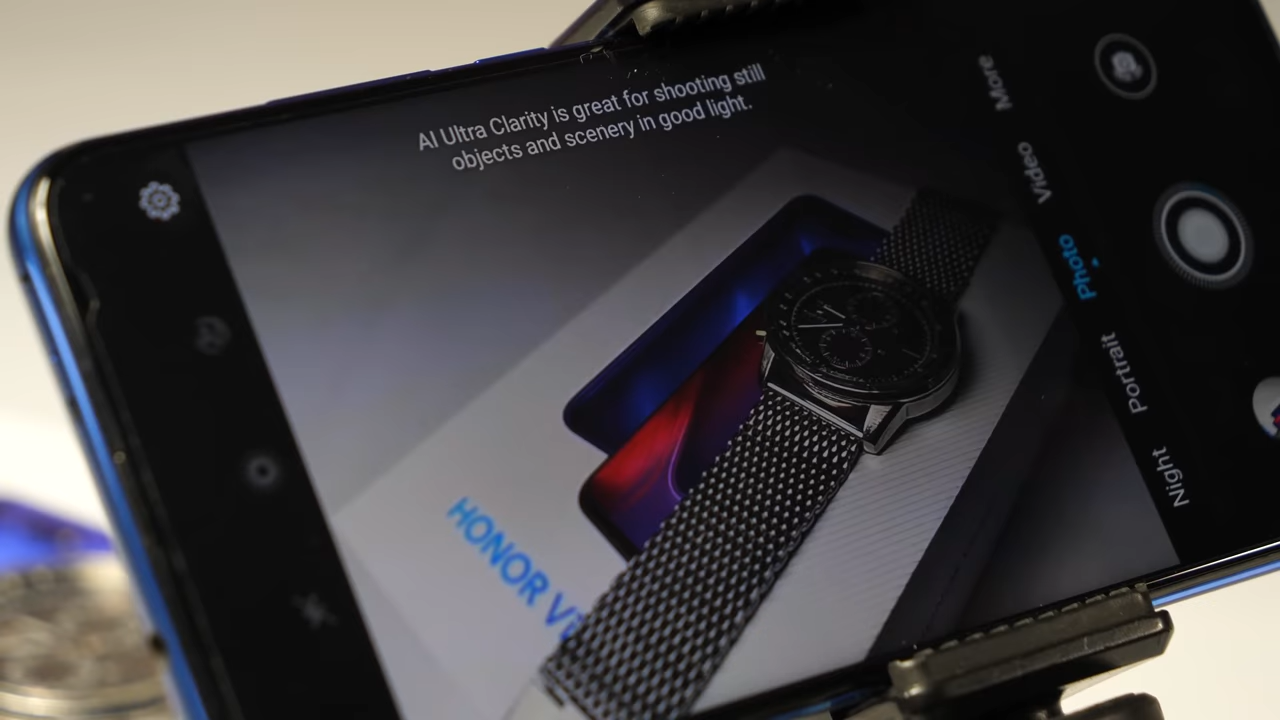 AI Ultra Clarity is great for shooting still
objects and scenery in good light.
More
Video
Photo
Portrait
Night
HONOR